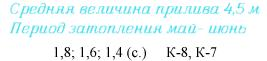 Средняя величина прилива 4,5 м
Период затопления май- июнь
1,8; 1,6; 1,4 (с.) К-8, К-7